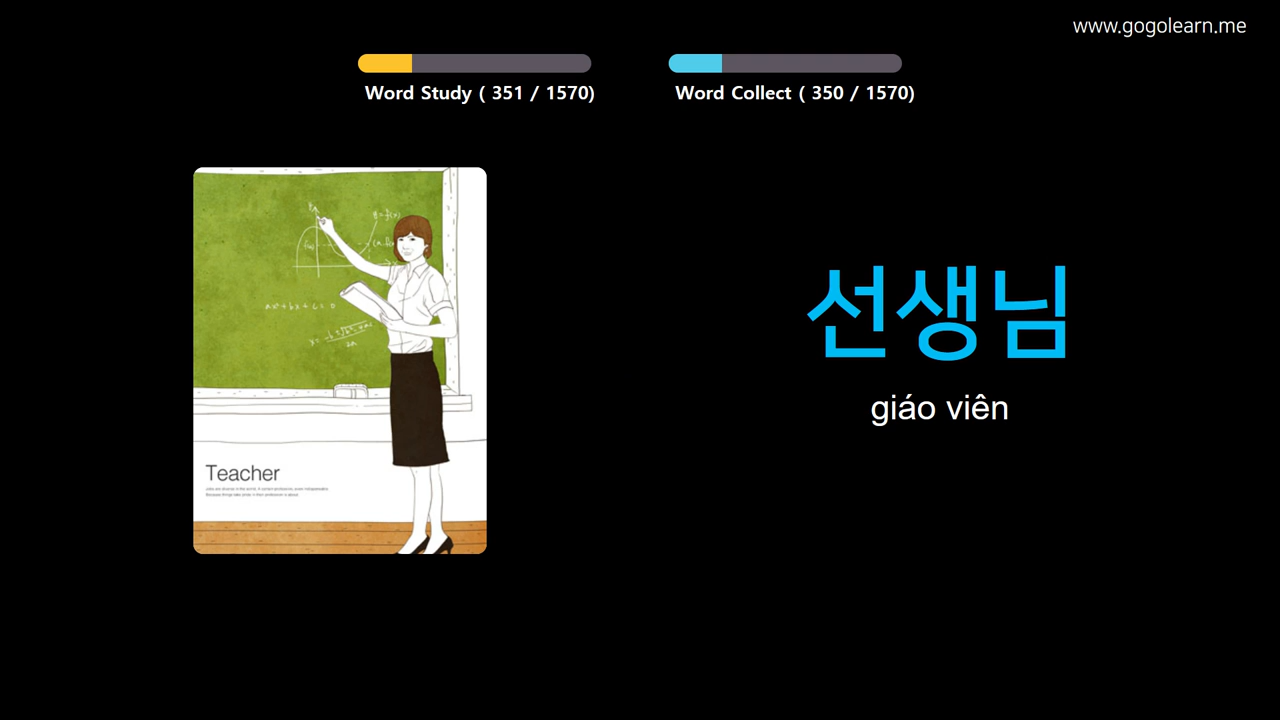 www.gogolearn.me
Word Study ( 351 / 1570)
Word Collect ( 350 / 1570)
선생님
giáo viên
y=f(x)
f(x)
Teacher